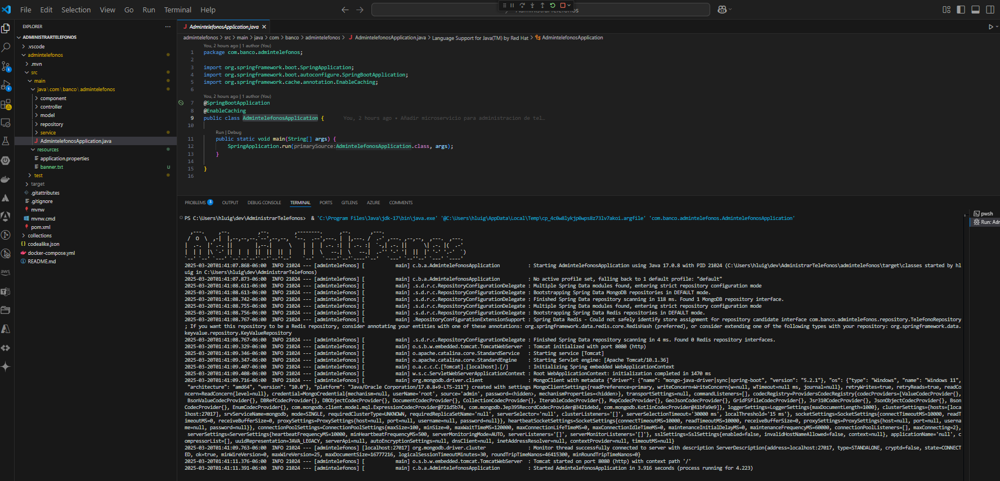 File Edit Selection View Go Run Terminal Help
AdministrarTelefonos
EXPLORER
ADMINISTRARTELEFONOS
.vscode
admintelefonos
.mvn
src
main
java\com\banco\admintelefonos
component
controller
model
repository
service
AdmintelefonosApplication.java
resources
application.properties
banner.txt U
test
target
.gitattributes
.gitignore
mvnw
mvnw.cmd
pom.xml
collections
codealike.json
docker-compose.yml
README.md
AdmintelefonosApplication.java
admintelefonos > src > main > java > com > banco > admintelefonos > AdmintelefonosApplication.java > Language Support for Java(TM) by Red Hat > AdmintelefonosApplication
You, 2 hours ago | 1 author (You)
1 package com.banco.admintelefonos;
2
3 import org.springframework.boot.SpringApplication;
4 import org.springframework.boot.autoconfigure.SpringBootApplication;
5 import org.springframework.cache.annotation.EnableCaching;
6
You, 2 hours ago | 1 author (You)
7 @SpringBootApplication
8 @EnableCaching
9 public class AdmintelefonosApplication { You, 2 hours ago • Añadir microservicio para administracion de tel…
10
Run | Debug
11 public static void main(String[] args) {
12 SpringApplication.run(primarySource:AdmintelefonosApplication.class, args);
13 }
14
15 }
16
PROBLEMS 3 OUTPUT DEBUG CONSOLE TERMINAL PORTS GITLENS AZURE COMMENTS
PS C:\Users\hluig\dev\AdministrarTelefonos> & 'C:\Program Files\Java\jdk-17\bin\java.exe' '@C:\Users\hluig\AppData\Local\Temp\cp_4c0w8lykjp0wps8z73lv7akoi.argfile' 'com.banco.admintelefonos.AdmintelefonosApplication'
2025-03-20T01:41:07.868-06:00 INFO 21024 --- [admintelefonos] [ main] c.b.a.AdmintelefonosApplication : Starting AdmintelefonosApplication using Java 17.0.8 with PID 21024 (C:\Users\hluig\dev\AdministrarTelefonos\admintelefonos\target\classes started by hl
uig in C:\Users\hluig\dev\AdministrarTelefonos)
2025-03-20T01:41:07.873-06:00 INFO 21024 --- [admintelefonos] [ main] c.b.a.AdmintelefonosApplication : No active profile set, falling back to 1 default profile: "default"
2025-03-20T01:41:08.611-06:00 INFO 21024 --- [admintelefonos] [ main] .s.d.r.c.RepositoryConfigurationDelegate : Multiple Spring Data modules found, entering strict repository configuration mode
2025-03-20T01:41:08.613-06:00 INFO 21024 --- [admintelefonos] [ main] .s.d.r.c.RepositoryConfigurationDelegate : Bootstrapping Spring Data MongoDB repositories in DEFAULT mode.
2025-03-20T01:41:08.742-06:00 INFO 21024 --- [admintelefonos] [ main] .s.d.r.c.RepositoryConfigurationDelegate : Finished Spring Data repository scanning in 118 ms. Found 1 MongoDB repository interface.
2025-03-20T01:41:08.755-06:00 INFO 21024 --- [admintelefonos] [ main] .s.d.r.c.RepositoryConfigurationDelegate : Multiple Spring Data modules found, entering strict repository configuration mode
2025-03-20T01:41:08.756-06:00 INFO 21024 --- [admintelefonos] [ main] .s.d.r.c.RepositoryConfigurationDelegate : Bootstrapping Spring Data Redis repositories in DEFAULT mode.
2025-03-20T01:41:08.767-06:00 INFO 21024 --- [admintelefonos] [ main] .RepositoryConfigurationExtensionSupport : Spring Data Redis - Could not safely identify store assignment for repository candidate interface com.banco.admintelefonos.repository.TelefonoRepository
; If you want this repository to be a Redis repository, consider annotating your entities with one of these annotations: org.springframework.data.redis.core.RedisHash (preferred), or consider extending one of the following types with your repository: org.springframework.data.
keyvalue.repository.KeyValueRepository
2025-03-20T01:41:08.767-06:00 INFO 21024 --- [admintelefonos] [ main] .s.d.r.c.RepositoryConfigurationDelegate : Finished Spring Data repository scanning in 4 ms. Found 0 Redis repository interfaces.
2025-03-20T01:41:09.329-06:00 INFO 21024 --- [admintelefonos] [ main] o.s.b.w.embedded.tomcat.TomcatWebServer : Tomcat initialized with port 8080 (http)
2025-03-20T01:41:09.346-06:00 INFO 21024 --- [admintelefonos] [ main] o.apache.catalina.core.StandardService : Starting service [Tomcat]
2025-03-20T01:41:09.347-06:00 INFO 21024 --- [admintelefonos] [ main] o.apache.catalina.core.StandardEngine : Starting Servlet engine: [Apache Tomcat/10.1.36]
2025-03-20T01:41:09.407-06:00 INFO 21024 --- [admintelefonos] [ main] o.a.c.c.C.[Tomcat].[localhost].[/] : Initializing Spring embedded WebApplicationContext
2025-03-20T01:41:09.408-06:00 INFO 21024 --- [admintelefonos] [ main] w.s.c.ServletWebServerApplicationContext : Root WebApplicationContext: initialization completed in 1470 ms
2025-03-20T01:41:09.716-06:00 INFO 21024 --- [admintelefonos] [ main] org.mongodb.driver.client : MongoClient with metadata {"driver": {"name": "mongo-java-driver|sync|spring-boot", "version": "5.2.1"}, "os": {"type": "Windows", "name": "Windows 11",
"architecture": "amd64", "version": "10.0"}, "platform": "Java/Oracle Corporation/17.0.8+9-LTS-211"} created with settings MongoClientSettings{readPreference=primary, writeConcern=WriteConcern{w=null, wTimeout=null ms, journal=null}, retryWrites=true, retryReads=true, readCo
ncern=ReadConcern{level=null}, credential=MongoCredential{mechanism=null, userName='root', source='admin', password=<hidden>, mechanismProperties=<hidden>}, transportSettings=null, commandListeners=[], codecRegistry=ProvidersCodecRegistry{codecProviders=[ValueCodecProvider{},
BsonValueCodecProvider{}, DBRefCodecProvider{}, DBObjectCodecProvider{}, DocumentCodecProvider{}, CollectionCodecProvider{}, IterableCodecProvider{}, MapCodecProvider{}, GeoJsonCodecProvider{}, GridFSFileCodecProvider{}, Jsr310CodecProvider{}, JsonObjectCodecProvider{}, Bson
CodecProvider{}, EnumCodecProvider{}, com.mongodb.client.model.mql.ExpressionCodecProvider@721d5b74, com.mongodb.Jep395RecordCodecProvider@3421debd, com.mongodb.KotlinCodecProvider@41bfa9e9]}, loggerSettings=LoggerSettings{maxDocumentLength=1000}, clusterSettings={hosts=[loca
lhost:27017], srvServiceName=mongodb, mode=SINGLE, requiredClusterType=UNKNOWN, requiredReplicaSetName='null', serverSelector='null', clusterListeners='[]', serverSelectionTimeout='30000 ms', localThreshold='15 ms'}, socketSettings=SocketSettings{connectTimeoutMS=10000, readT
imeoutMS=0, receiveBufferSize=0, proxySettings=ProxySettings{host=null, port=null, username=null, password=null}}, heartbeatSocketSettings=SocketSettings{connectTimeoutMS=10000, readTimeoutMS=10000, receiveBufferSize=0, proxySettings=ProxySettings{host=null, port=null, userna
me=null, password=null}}, connectionPoolSettings=ConnectionPoolSettings{maxSize=100, minSize=0, maxWaitTimeMS=120000, maxConnectionLifeTimeMS=0, maxConnectionIdleTimeMS=0, maintenanceInitialDelayMS=0, maintenanceFrequencyMS=60000, connectionPoolListeners=[], maxConnecting=2},
serverSettings=ServerSettings{heartbeatFrequencyMS=10000, minHeartbeatFrequencyMS=500, serverMonitoringMode=AUTO, serverListeners='[]', serverMonitorListeners='[]'}, sslSettings=SslSettings{enabled=false, invalidHostNameAllowed=false, context=null}, applicationName='null', c
ompressorList=[], uuidRepresentation=JAVA_LEGACY, serverApi=null, autoEncryptionSettings=null, dnsClient=null, inetAddressResolver=null, contextProvider=null, timeoutMS=null}
2025-03-20T01:41:09.763-06:00 INFO 21024 --- [admintelefonos] [localhost:27017] org.mongodb.driver.cluster : Monitor thread successfully connected to server with description ServerDescription{address=localhost:27017, type=STANDALONE, cryptd=false, state=CONNECT
ED, ok=true, minWireVersion=0, maxWireVersion=25, maxDocumentSize=16777216, logicalSessionTimeoutMinutes=30, roundTripTimeNanos=46415300, minRoundTripTimeNanos=0}
2025-03-20T01:41:11.376-06:00 INFO 21024 --- [admintelefonos] [ main] o.s.b.w.embedded.tomcat.TomcatWebServer : Tomcat started on port 8080 (http) with context path '/'
2025-03-20T01:41:11.391-06:00 INFO 21024 --- [admintelefonos] [ main] c.b.a.AdmintelefonosApplication : Started AdmintelefonosApplication in 3.916 seconds (process running for 4.223)
pwsh
Run: Adm
aws